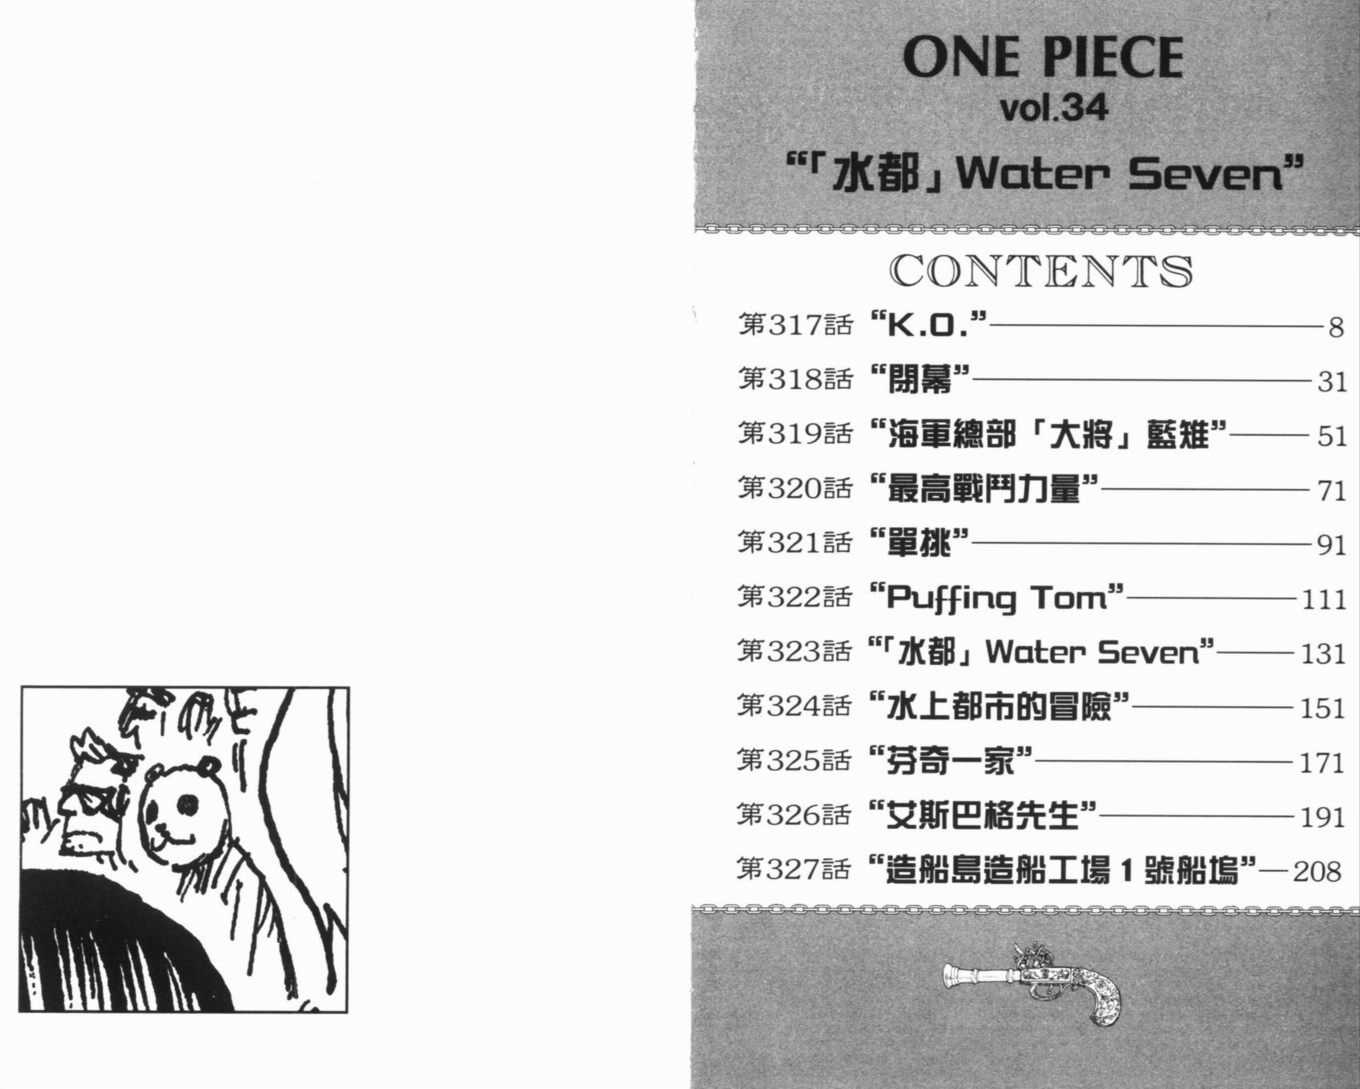 ONE PIECE
vol.34
“「水都」Water Seven”
CONTENTS
第317話 “K.O.” 8
第318話 “閉幕” 31
第319話 “海軍總部「大將」藍雉” 51
第320話 “最高戰鬥力量” 71
第321話 “單挑” 91
第322話 “Puffing Tom” 111
第323話 “「水都」Water Seven” 131
第324話 “水上都市的冒險” 151
第325話 “芬奇一家” 171
第326話 “艾斯巴格先生” 191
第327話 “造船島造船工場1號船塢” 208